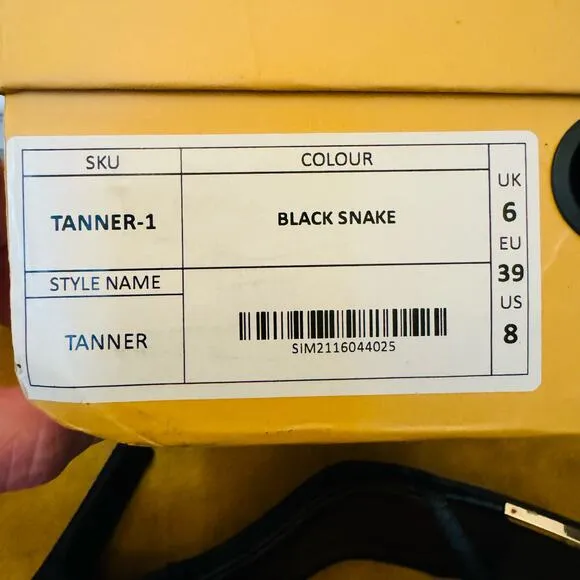 SKU
COLOUR
TANNER-1
BLACK SNAKE
STYLE NAME
TANNER
SIM2116044025
UK
6
EU
39
US
8